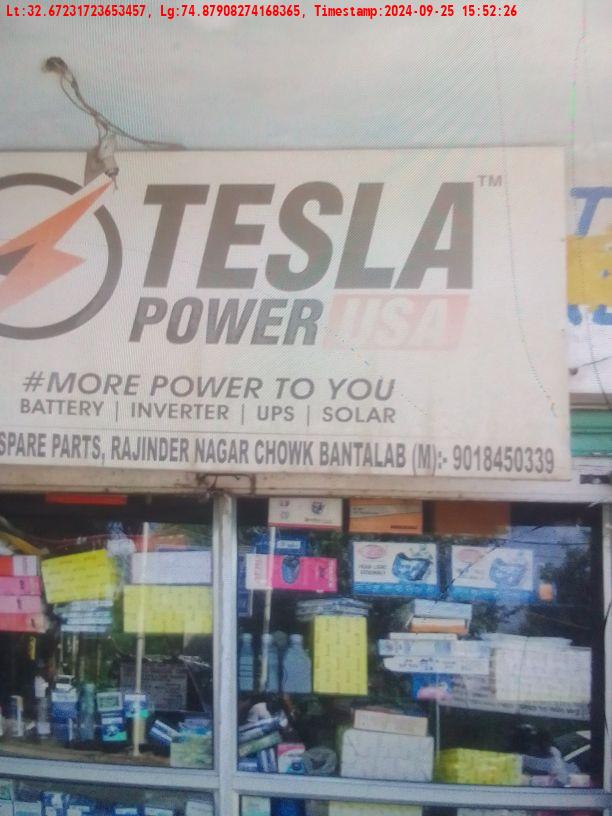 Lt:32.67231723653457, Lg:74.87908274168365, Timestamp:2024-09-25 15:52:26
TESLA™
POWER USA
#MORE POWER TO YOU
BATTERY | INVERTER | UPS | SOLAR
SPARE PARTS, RAJINDER NAGAR CHOWK BANTALAB (M):- 9018450339